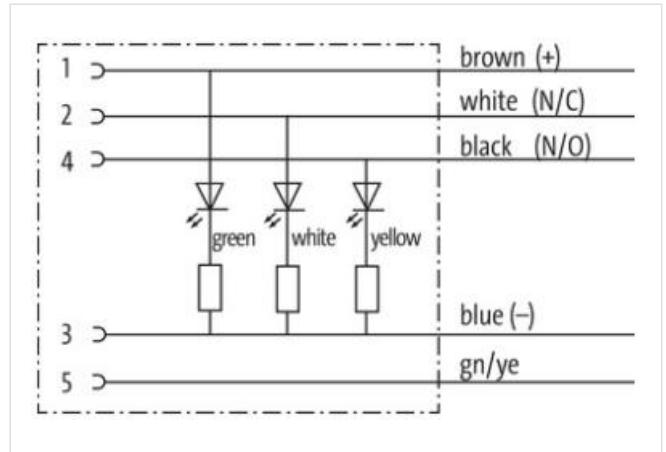 1 brown (+)
2 white (N/C)
4 black (N/O)
green white yellow
3 blue (–)
5 gn/ye